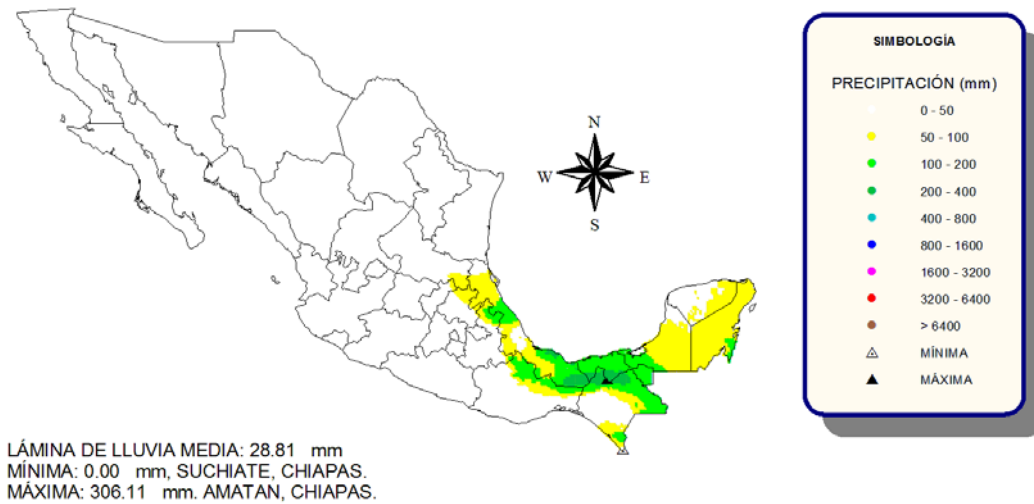 N
W
E
S
SIMBOLOGÍA
PRECIPITACIÓN (mm)
0 - 50
50 - 100
100 - 200
200 - 400
400 - 800
800 - 1600
1600 - 3200
3200 - 6400
> 6400
MÍNIMA
MÁXIMA
LÁMINA DE LLUVIA MEDIA: 28.81 mm
MÍNIMA: 0.00 mm, SUCHIATE, CHIAPAS.
MÁXIMA: 306.11 mm. AMATAN, CHIAPAS.